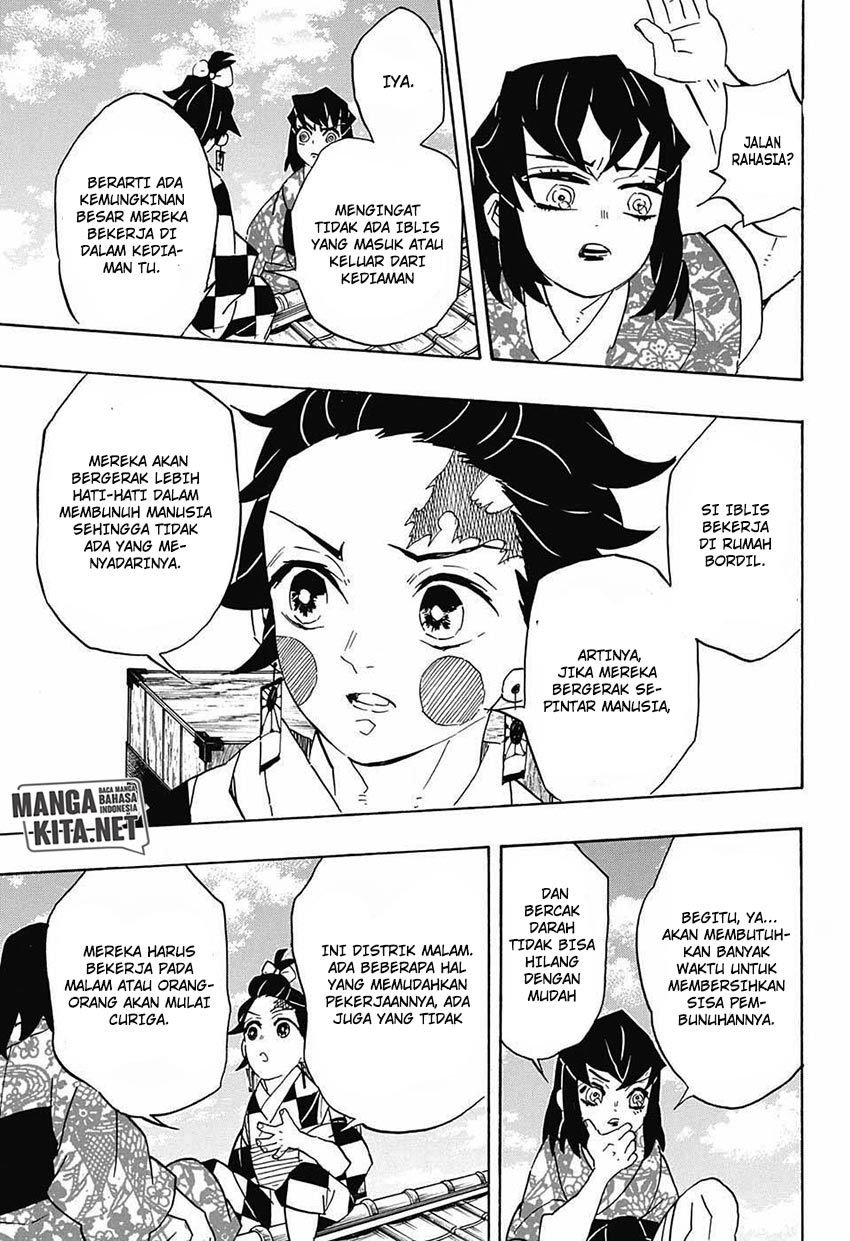 JALAN
RAHASIA?
IYA.
MENGINGAT
TIDAK ADA IBLIS
YANG MASUK ATAU
KELUAR DARI
KEDIAMAN
BERARTI ADA
KEMUNGKINAN
BESAR MEREKA
BEKERJA DI
DALAM KEDIA-
MAN TU.
SI IBLIS
BEKERJA
DI RUMAH
BORDIL.
ARTINYA,
JIKA MEREKA
BERGERAK SE-
PINTAR MANUSIA,
MEREKA AKAN
BERGERAK LEBIH
HATI-HATI DALAM
MEMBUNUH MANUSIA
SEHINGGA TIDAK
ADA YANG ME-
NYADARINYA.
MANGA
KITA.NET
BACA MANGA
BAHASA
INDONESIA
BEGITU, YA...
AKAN MEMBUTUH-
KAN BANYAK
WAKTU UNTUK
MEMBERSIHKAN
SISA PEM-
BUNUHANNYA.
DAN
BERCAK
DARAH
TIDAK BISA
HILANG
DENGAN
MUDAH
INI DISTRIK MALAM.
ADA BEBERAPA HAL
YANG MEMUDAHKAN
PEKERJAANNYA, ADA
JUGA YANG TIDAK
MEREKA HARUS
BEKERJA PADA
MALAM ATAU ORANG-
ORANG AKAN MULAI
CURIGA.